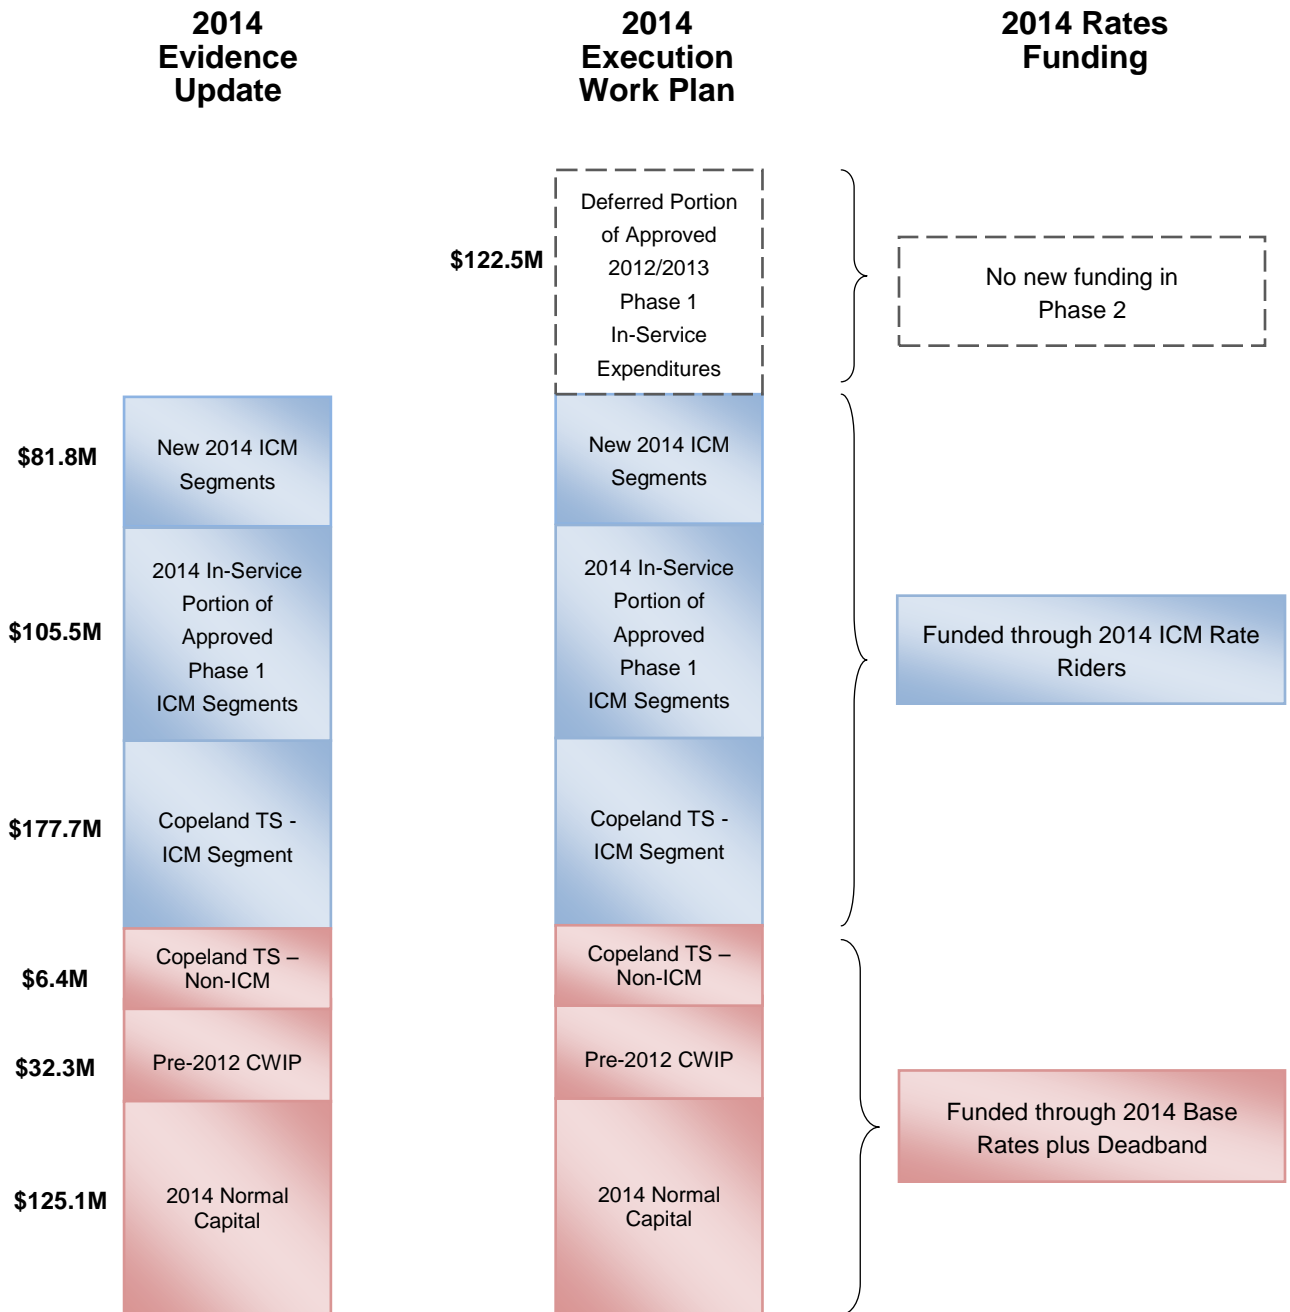 2014
Evidence
Update
2014
Execution
Work Plan
2014 Rates
Funding
$122.5M
Deferred Portion
of Approved
2012/2013
Phase 1
In-Service
Expenditures
No new funding in
Phase 2
$81.8M
New 2014 ICM
Segments
New 2014 ICM
Segments
$105.5M
2014 In-Service
Portion of
Approved
Phase 1
ICM Segments
2014 In-Service
Portion of
Approved
Phase 1
ICM Segments
Funded through 2014 ICM Rate
Riders
$177.7M
Copeland TS -
ICM Segment
Copeland TS -
ICM Segment
$6.4M
Copeland TS –
Non-ICM
Copeland TS –
Non-ICM
$32.3M
Pre-2012 CWIP
Pre-2012 CWIP
Funded through 2014 Base
Rates plus Deadband
$125.1M
2014 Normal
Capital
2014 Normal
Capital